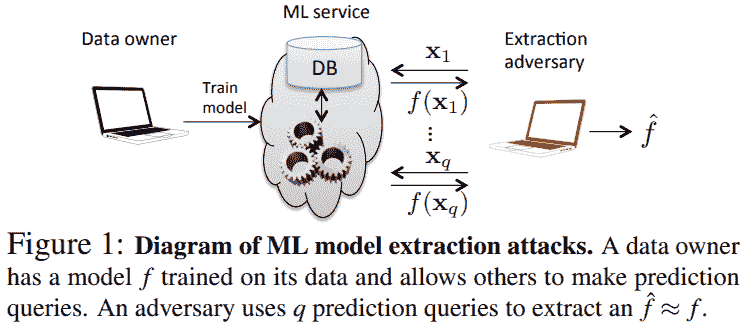 Data owner
ML service
Extraction
adversary
DB
Train
model
x₁
f(x₁)
⋮
x_q
f(x_q)
f̂
Figure 1: Diagram of ML model extraction attacks. A data owner
has a model f trained on its data and allows others to make prediction
queries. An adversary uses q prediction queries to extract an f̂ ≈ f.